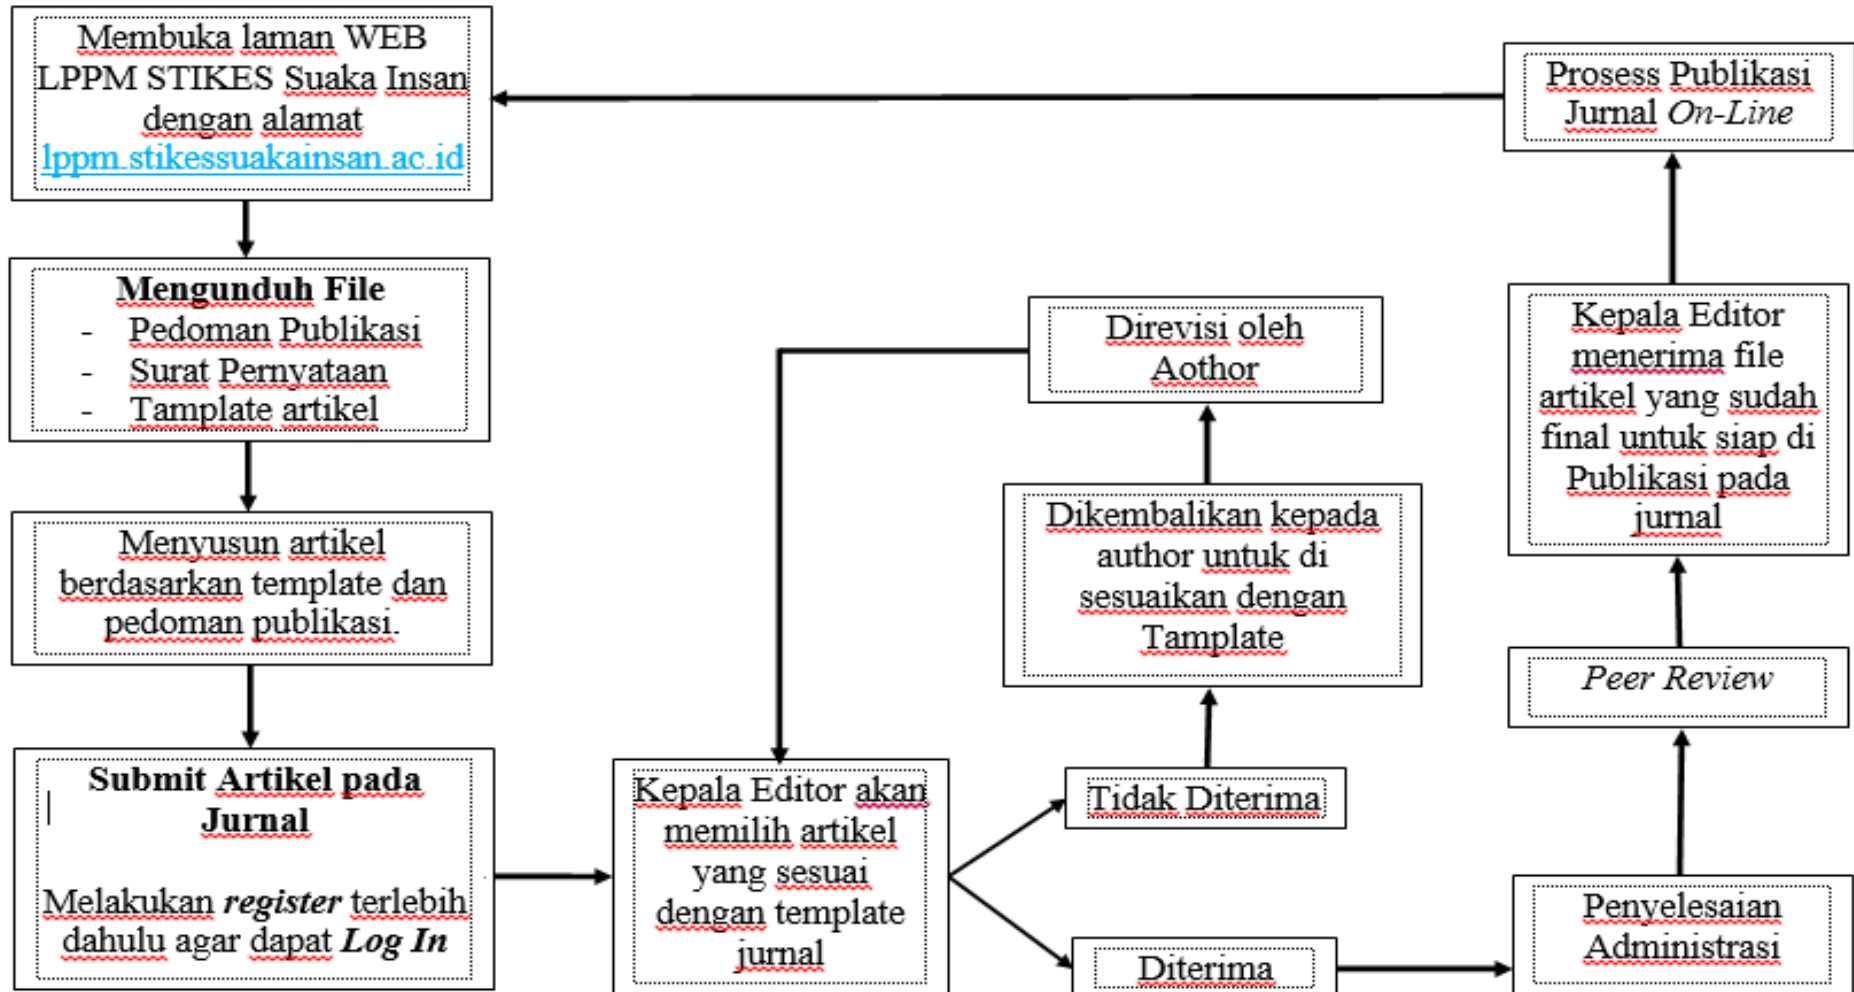 Membuka laman WEB
LPPM STIKES Suaka Insan
dengan alamat
lppm.stikessuakainsan.ac.id
Mengunduh File
- Pedoman Publikasi
- Surat Pernyataan
- Tamplate artikel
Menyusun artikel
berdasarkan template dan
pedoman publikasi.
Submit Artikel pada
Jurnal
Melakukan register terlebih
dahulu agar dapat Log In
Kepala Editor akan
memilih artikel
yang sesuai
dengan template
jurnal
Tidak Diterima
Dikembalikan kepada
author untuk di
sesuaikan dengan
Tamplate
Direvisi oleh
Aothor
Diterima
Penyelesaian
Administrasi
Peer Review
Kepala Editor
menerima file
artikel yang sudah
final untuk siap di
Publikasi pada
jurnal
Prosess Publikasi
Jurnal On-Line